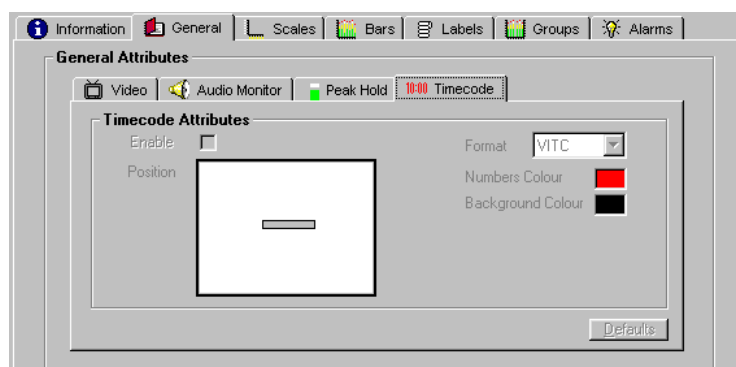 Information General Scales Bars Labels Groups Alarms
General Attributes
Video Audio Monitor Peak Hold 10:00 Timecode
Timecode Attributes
Enable Format VITC
Position Numbers Colour
Background Colour
Defaults